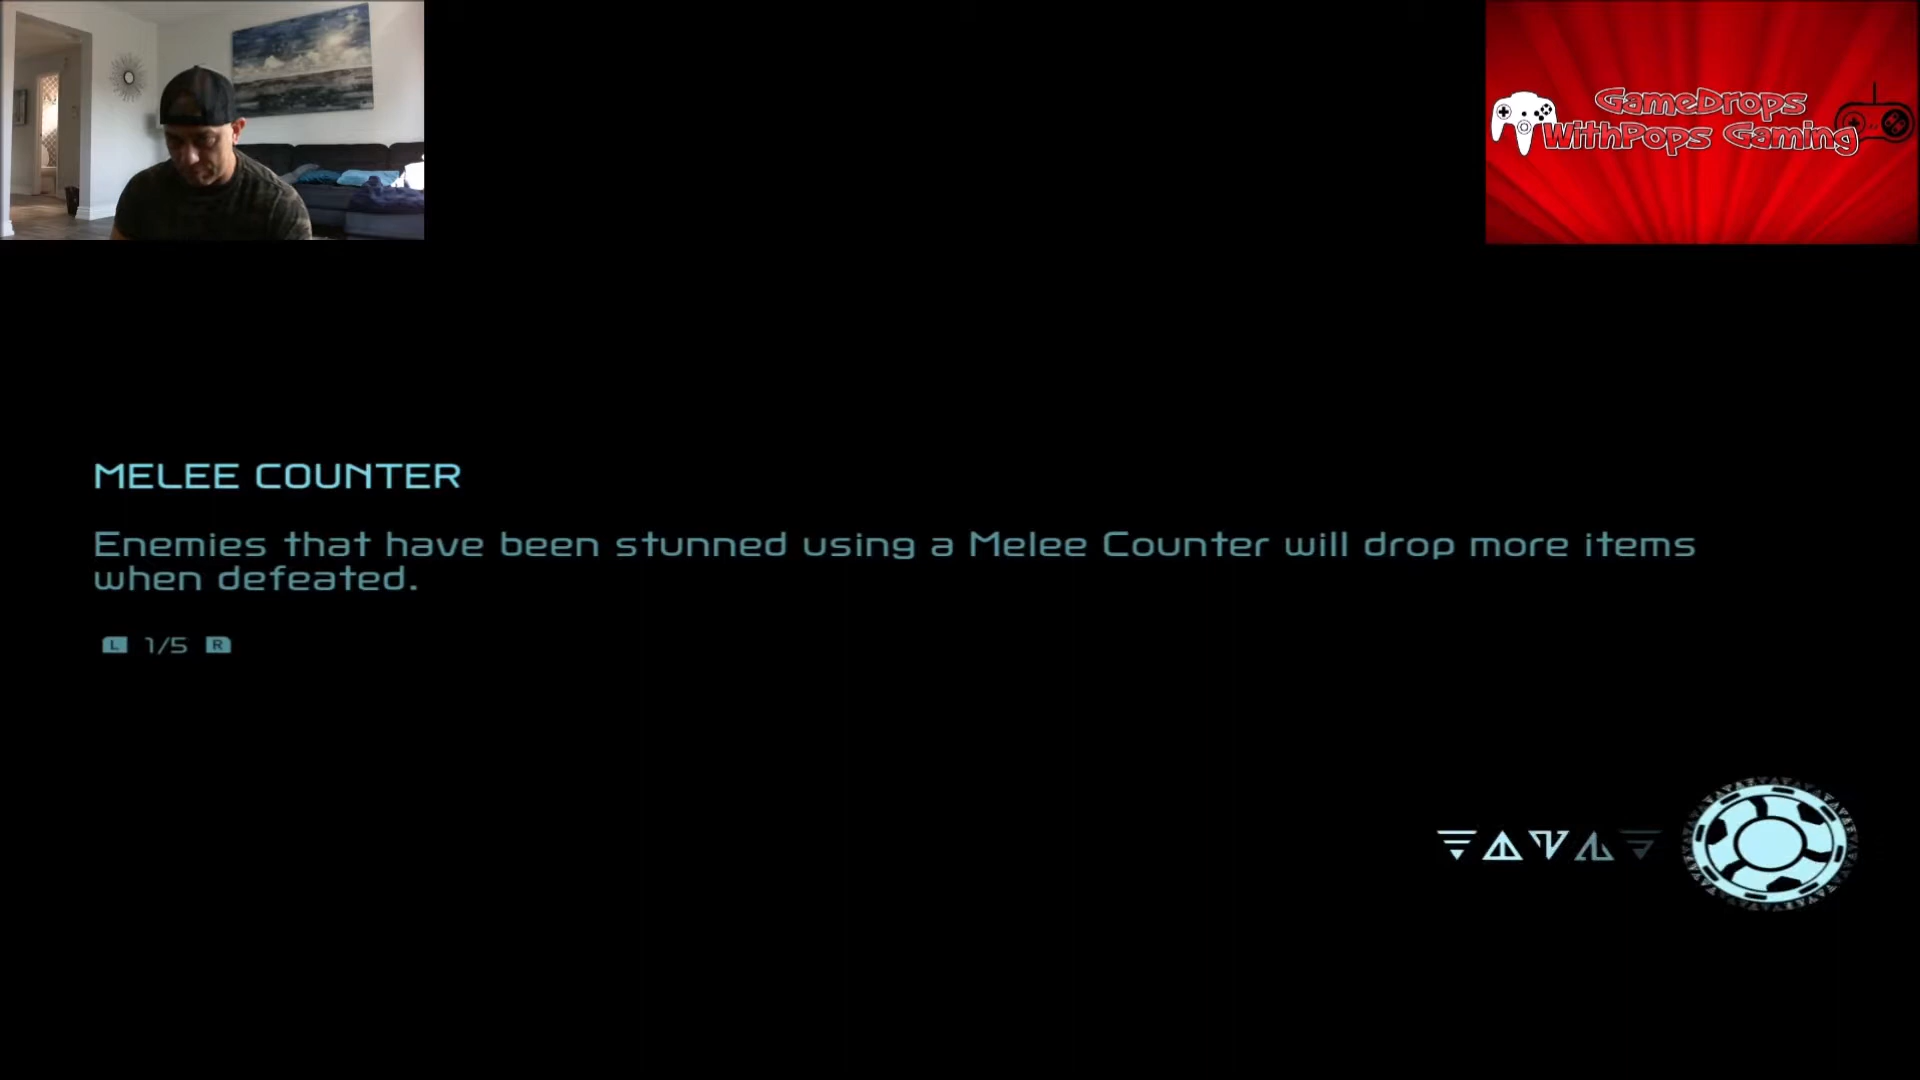 GameDrops
WithPops Gaming
MELEE COUNTER
Enemies that have been stunned using a Melee Counter will drop more items
when defeated.
L 1/5 R